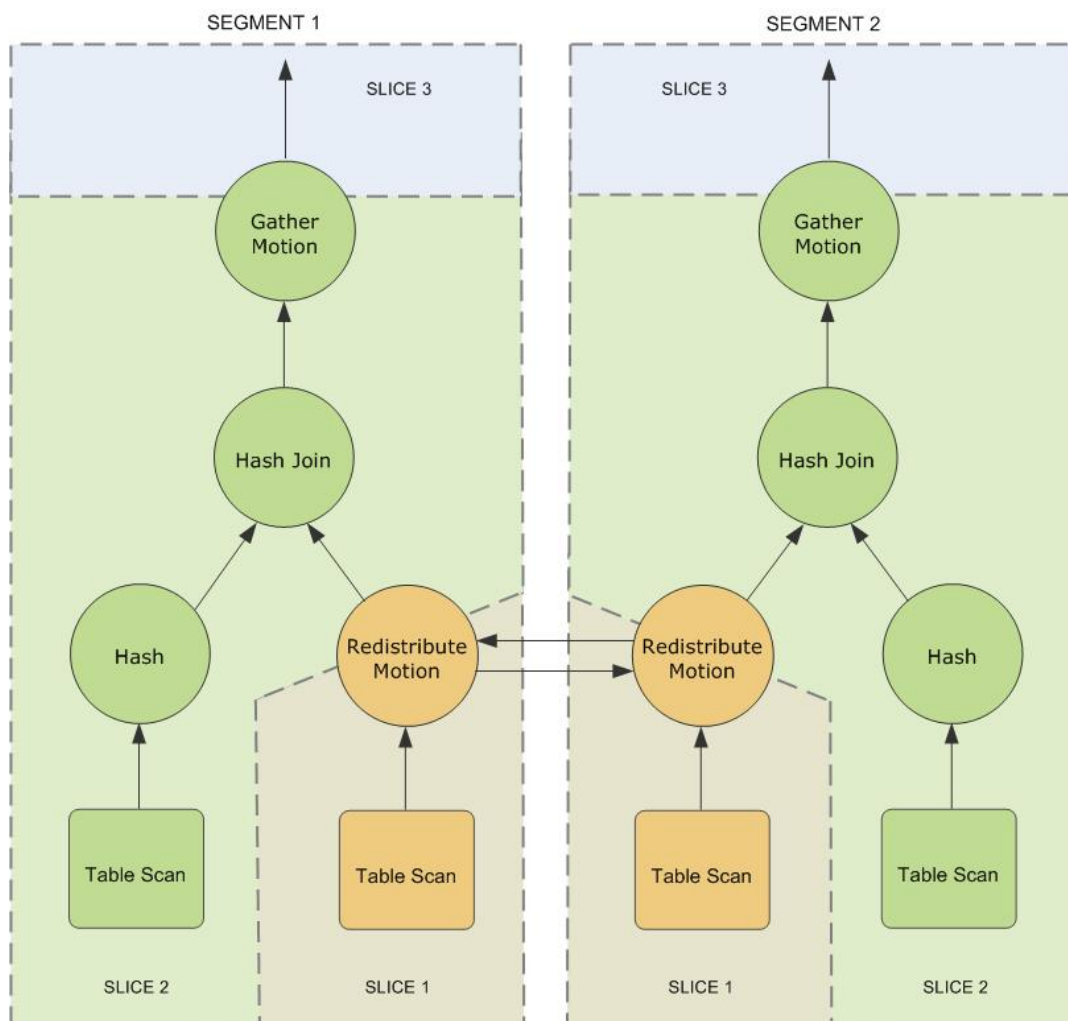 SEGMENT 1
SEGMENT 2
SLICE 3
SLICE 3
Gather
Motion
Gather
Motion
Hash Join
Hash Join
Hash
Redistribute
Motion
Redistribute
Motion
Hash
Table Scan
Table Scan
Table Scan
Table Scan
SLICE 2
SLICE 1
SLICE 1
SLICE 2